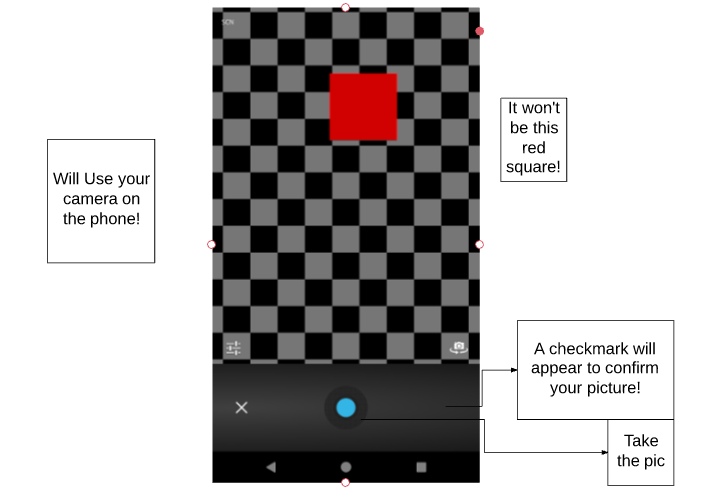 Will Use your
camera on
the phone!
It won't
be this
red
square!
A checkmark will
appear to confirm
your picture!
Take
the pic